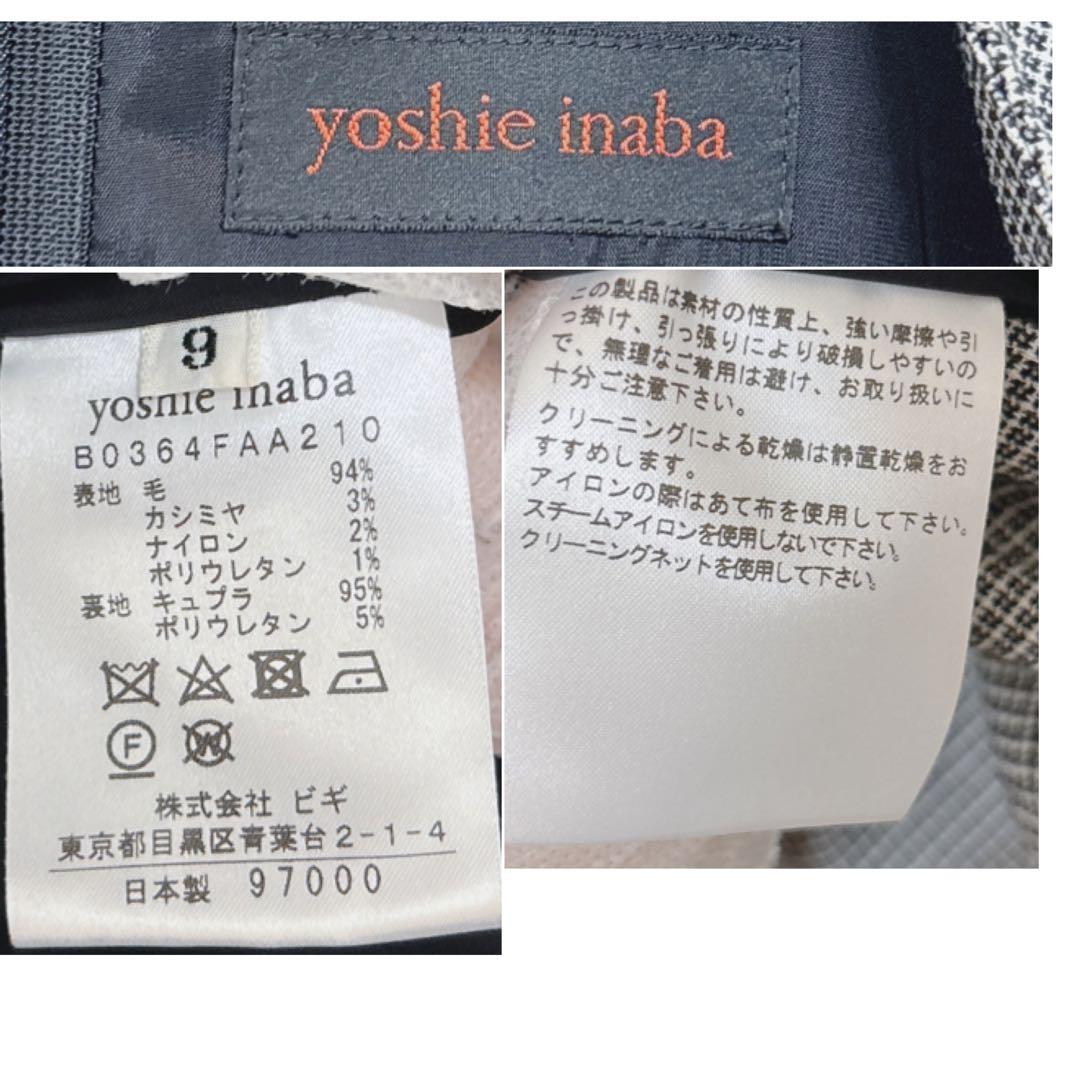 yoshie inaba
9
yoshie inaba
B0364FAA210
表地 毛 94%
カシミヤ 3%
ナイロン 2%
ポリウレタン 1%
裏地 キュプラ 95%
ポリウレタン 5%
F
W
株式会社 ビギ
東京都目黒区青葉台2-1-4
日本製 97000
この製品は素材の性質上、強い摩擦や引
っ掛け、引っ張りにより破損しやすいの
で、無理なご着用は避け、お取り扱いに
十分ご注意下さい。
クリーニングによる乾燥は静置乾燥をお
すすめします。
アイロンの際はあて布を使用して下さい。
スチームアイロンを使用しないで下さい。
クリーニングネットを使用して下さい。